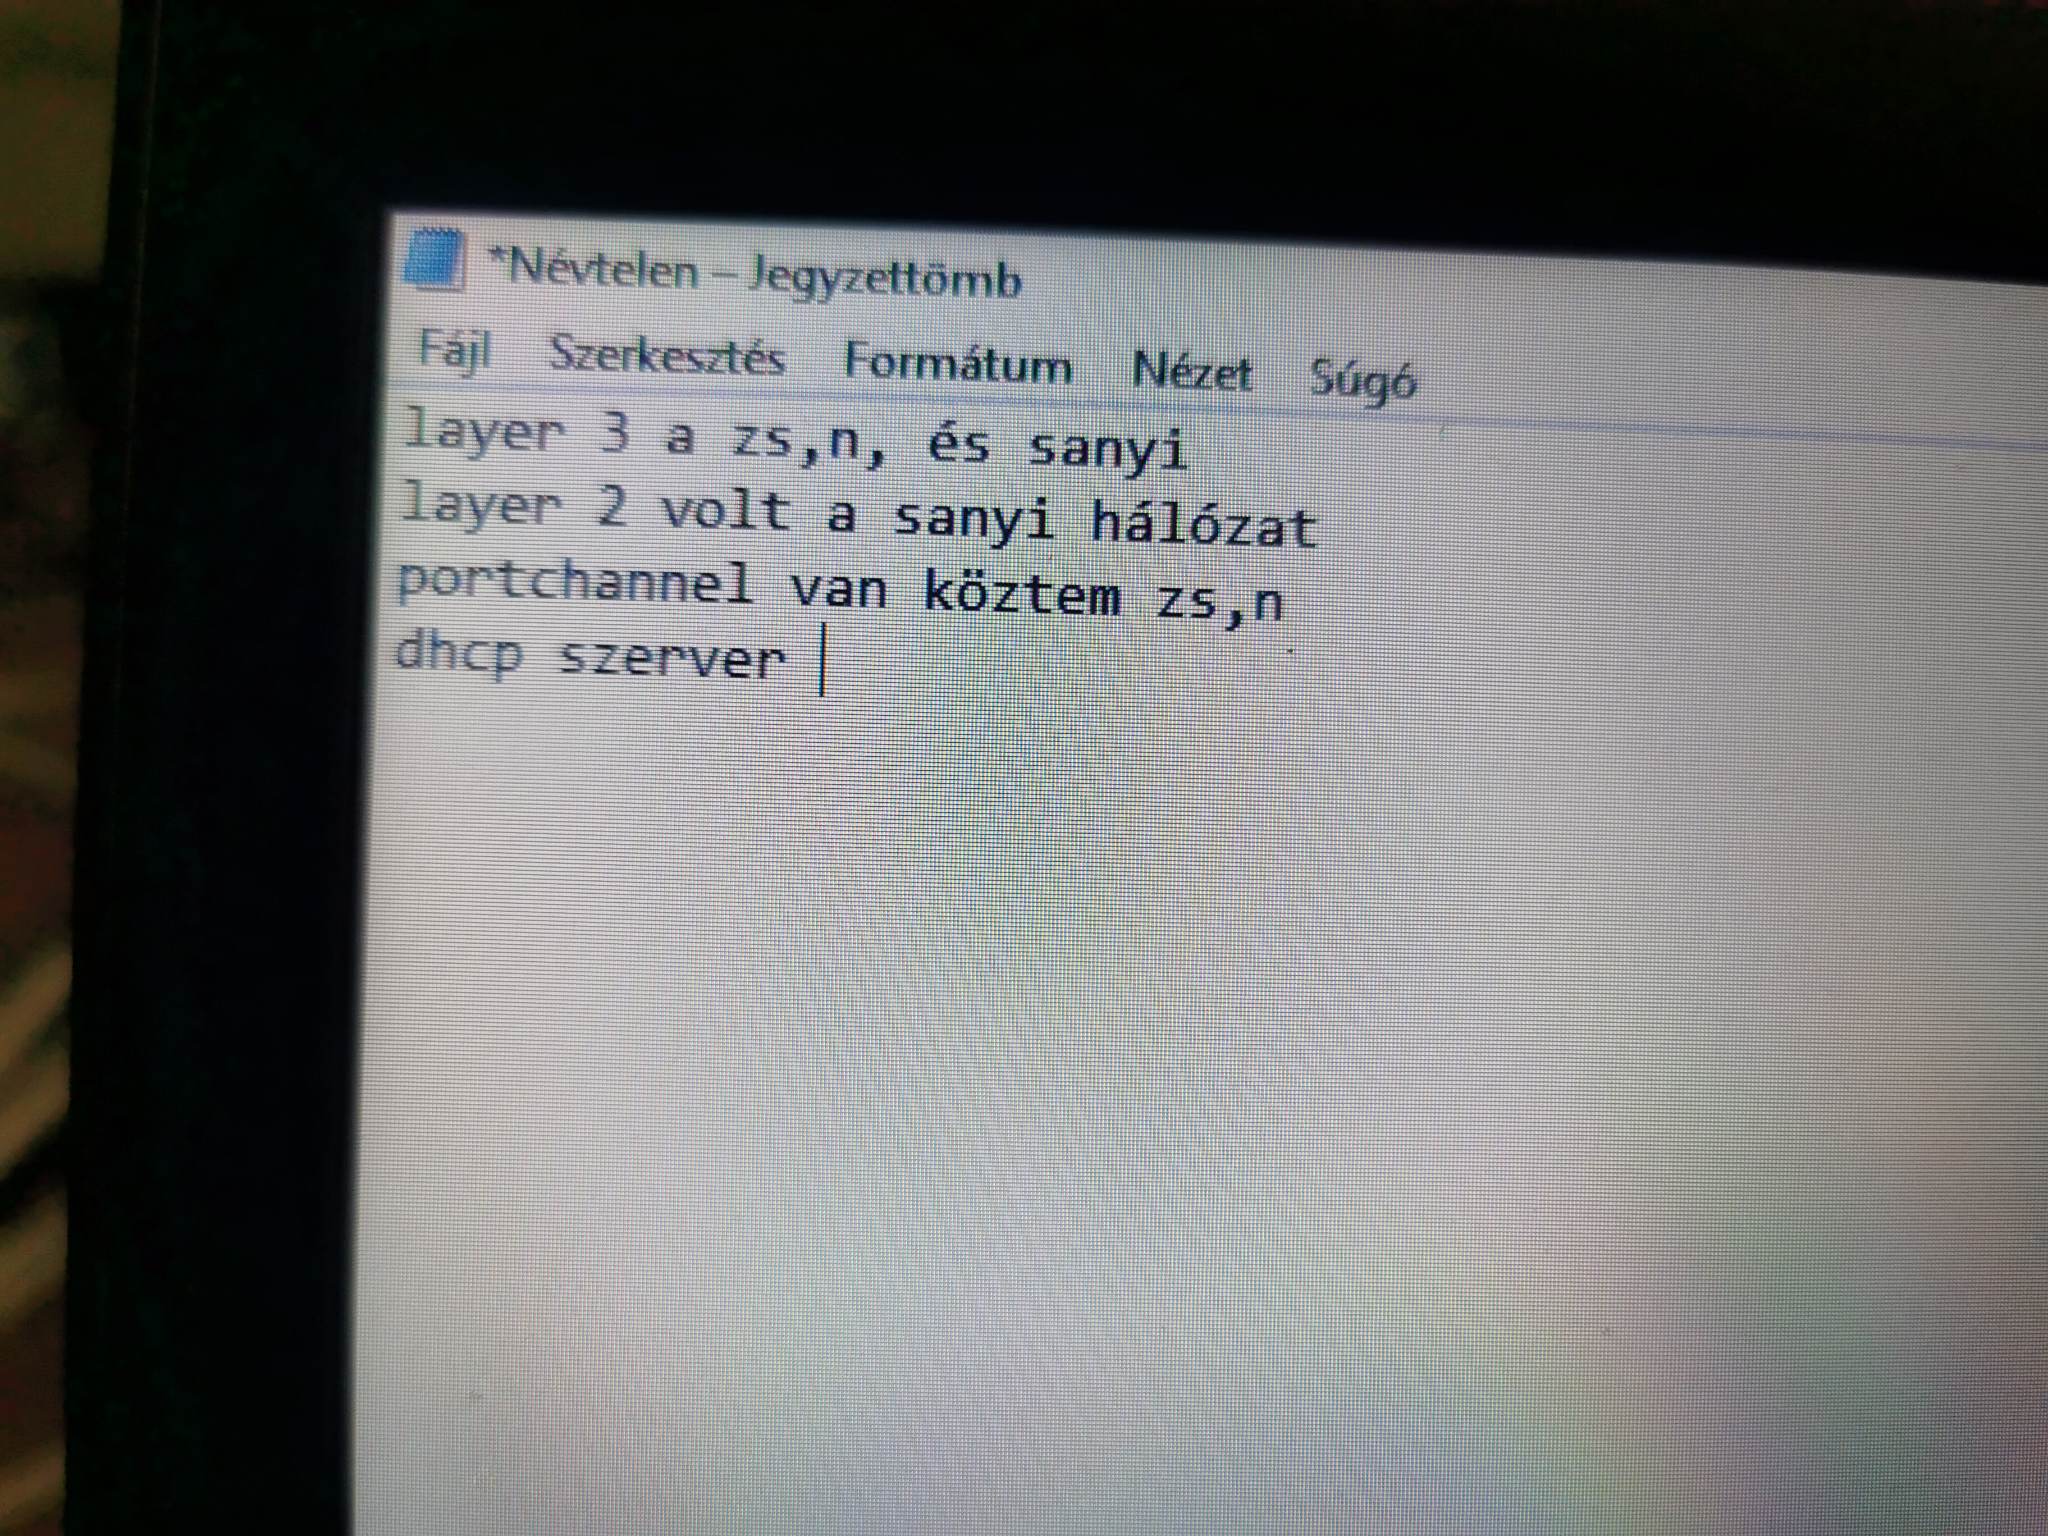 *Névtelen – Jegyzettömb
Fájl Szerkesztés Formátum Nézet Súgó
layer 3 a zs,n, és sanyi
layer 2 volt a sanyi hálózat
portchannel van köztem zs,n
dhcp szerver